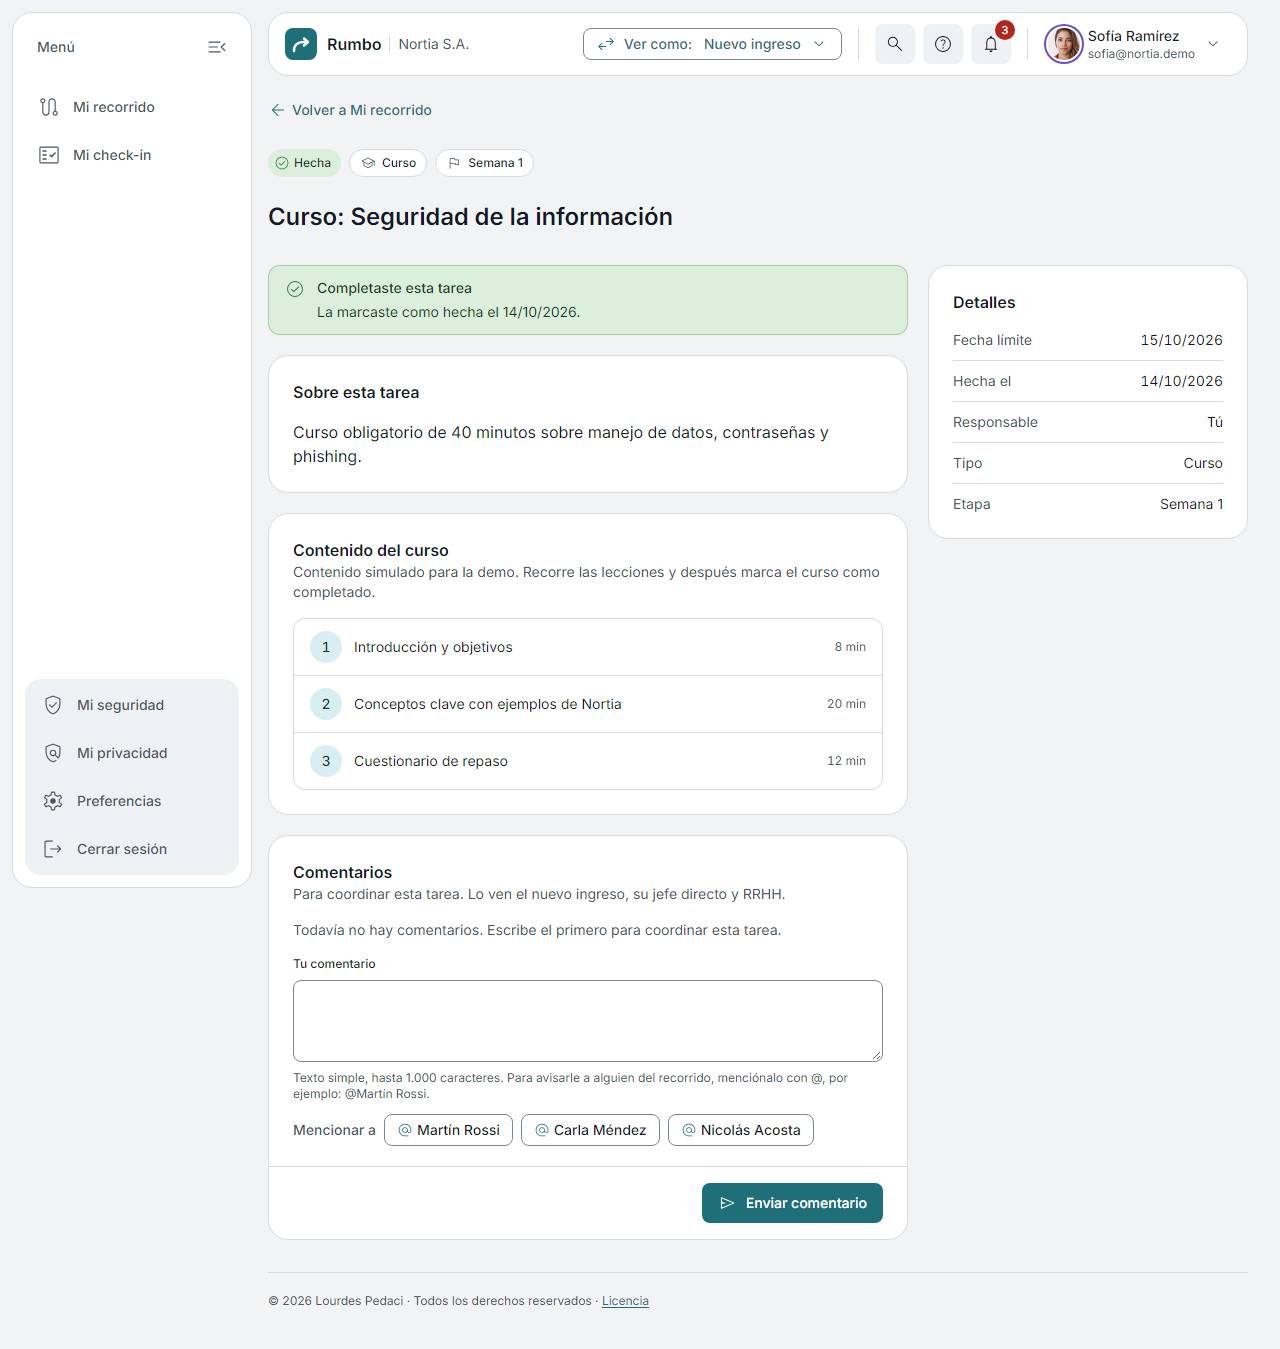 Menú
Mi recorrido
Mi check-in
Mi seguridad
Mi privacidad
Preferencias
Cerrar sesión
Rumbo
Nortia S.A.
Ver como: Nuevo ingreso
3
Sofía Ramírez
sofia@nortia.demo
Volver a Mi recorrido
Hecha
Curso
Semana 1
Curso: Seguridad de la información
Completaste esta tarea
La marcaste como hecha el 14/10/2026.
Sobre esta tarea
Curso obligatorio de 40 minutos sobre manejo de datos, contraseñas y
phishing.
Contenido del curso
Contenido simulado para la demo. Recorre las lecciones y después marca el curso como
completado.
1 Introducción y objetivos 8 min
2 Conceptos clave con ejemplos de Nortia 20 min
3 Cuestionario de repaso 12 min
Comentarios
Para coordinar esta tarea. Lo ven el nuevo ingreso, su jefe directo y RRHH.
Todavía no hay comentarios. Escribe el primero para coordinar esta tarea.
Tu comentario
Texto simple, hasta 1.000 caracteres. Para avisarle a alguien del recorrido, menciónalo con @, por
ejemplo: @Martín Rossi.
Mencionar a @ Martín Rossi @ Carla Méndez @ Nicolás Acosta
Enviar comentario
Detalles
Fecha límite 15/10/2026
Hecha el 14/10/2026
Responsable Tú
Tipo Curso
Etapa Semana 1
© 2026 Lourdes Pedaci · Todos los derechos reservados · Licencia